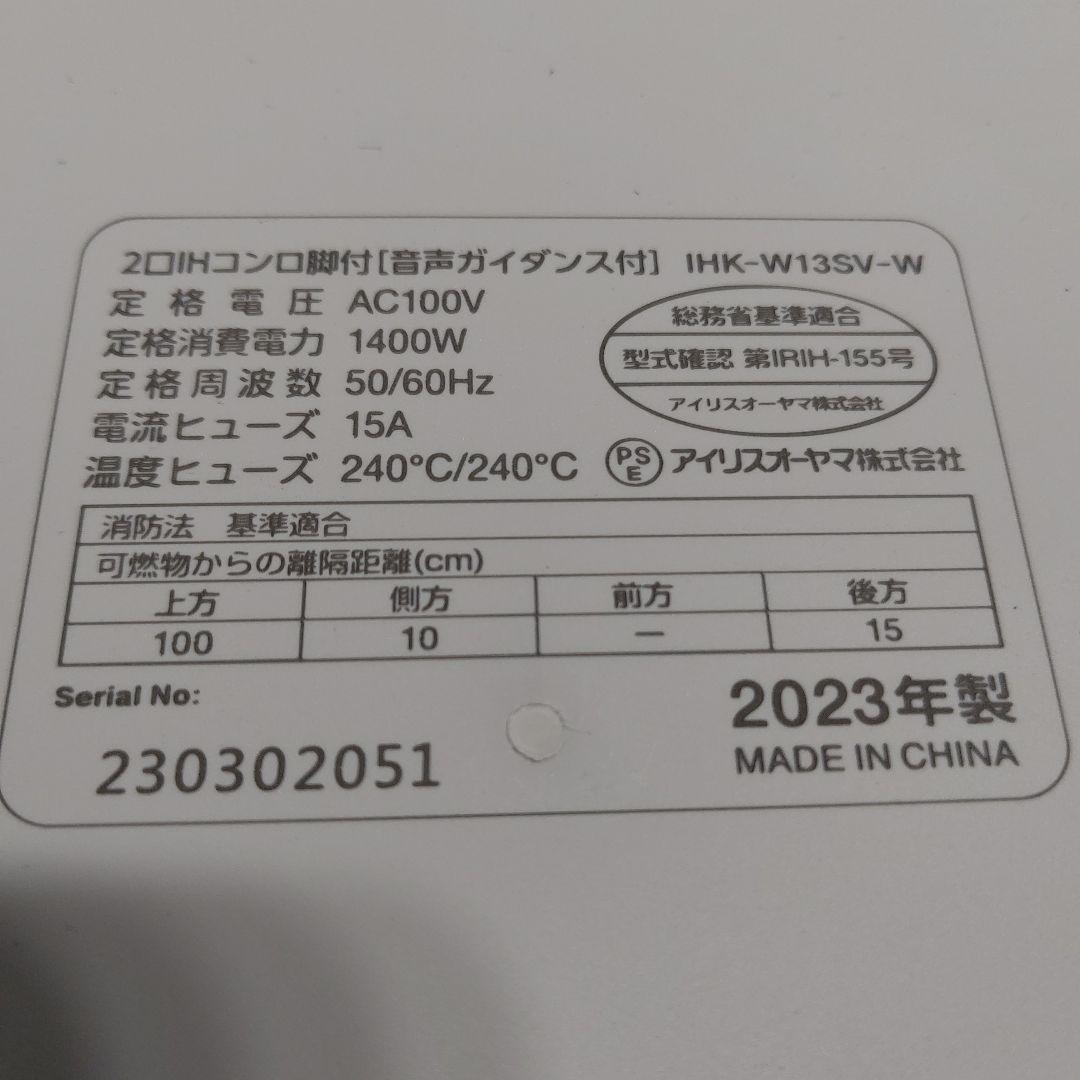 2口IHコンロ脚付[音声ガイダンス付] IHK-W13SV-W
定格電圧 AC100V
定格消費電力 1400W
定格周波数 50/60Hz
電流ヒューズ 15A
温度ヒューズ 240°C/240°C
総務省基準適合
型式確認 第IRIH-155号
アイリスオーヤマ株式会社
PSE アイリスオーヤマ株式会社
消防法 基準適合
可燃物からの離隔距離(cm)
上方 側方 前方 後方
100 10 — 15
Serial No:
230302051
2023年製
MADE IN CHINA